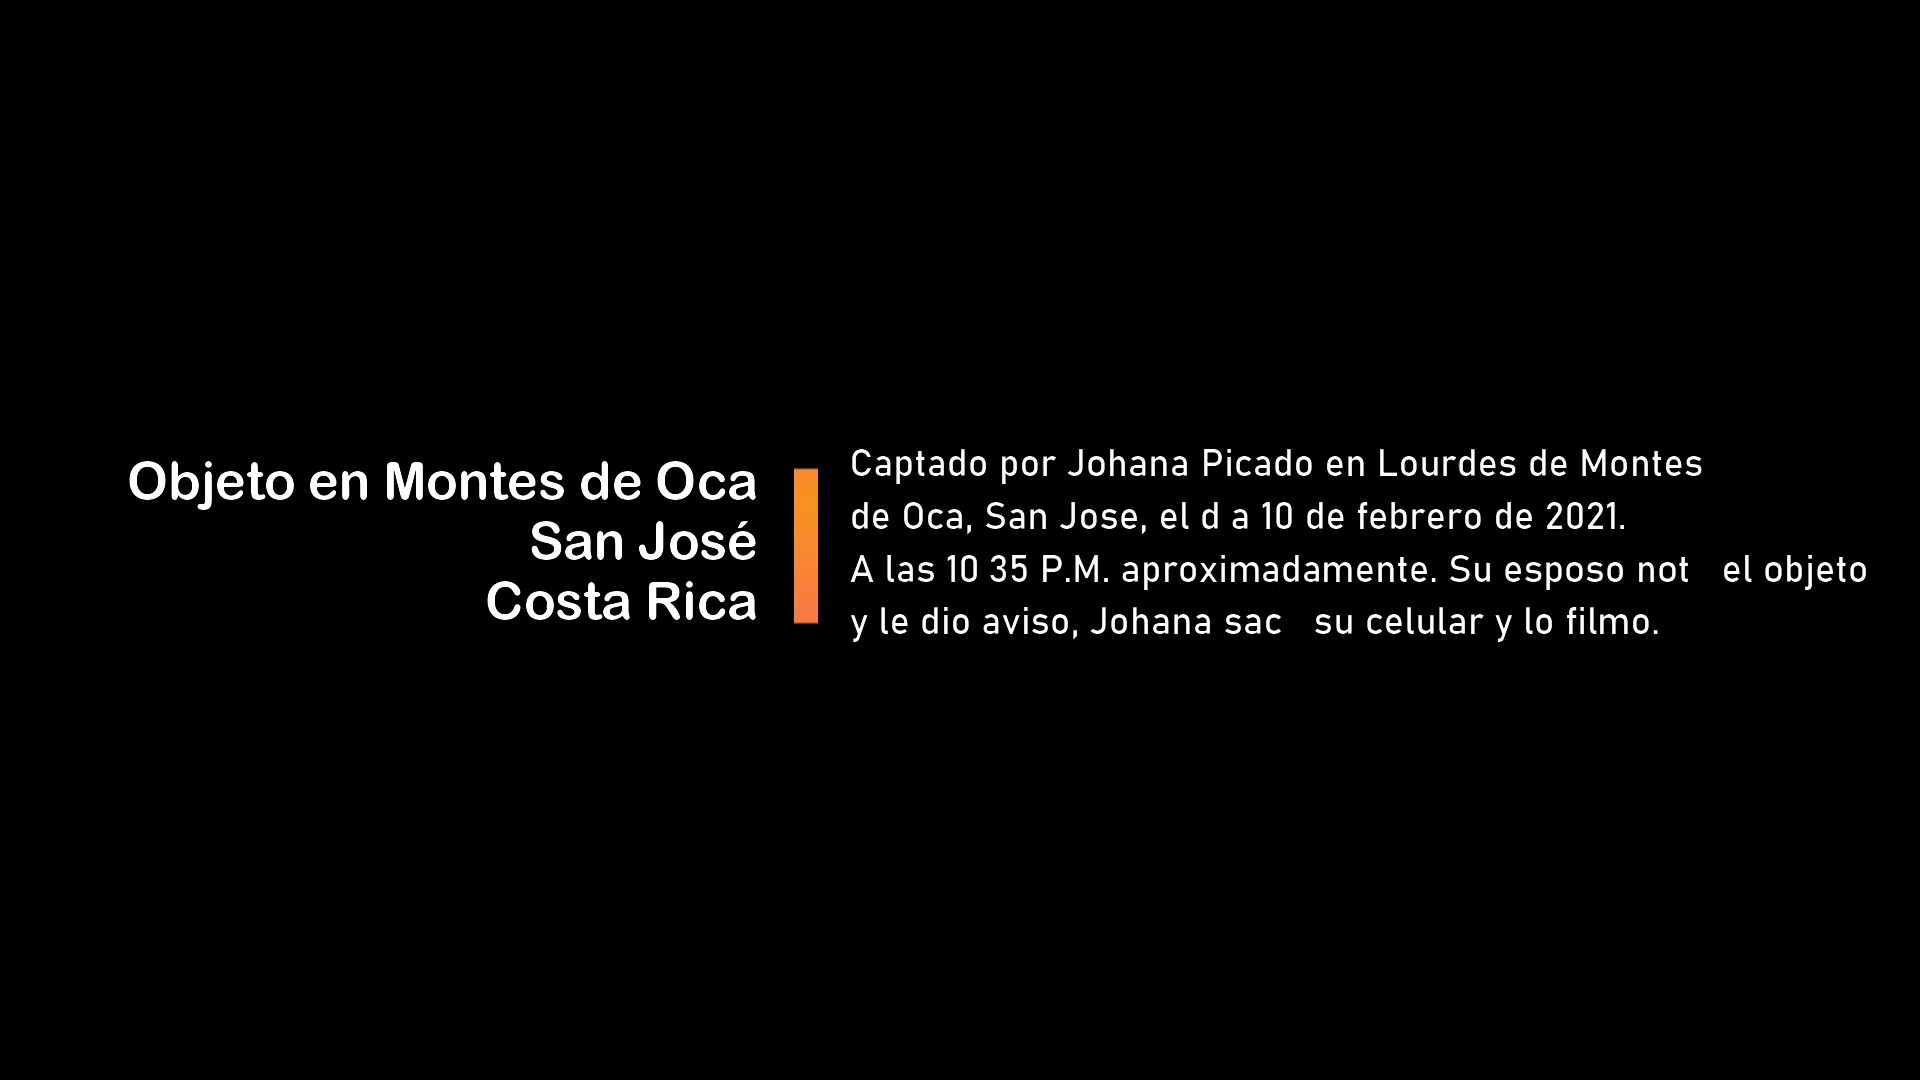 Objeto en Montes de Oca
San José
Costa Rica
Captado por Johana Picado en Lourdes de Montes
de Oca, San Jose, el d a 10 de febrero de 2021.
A las 10 35 P.M. aproximadamente. Su esposo not   el objeto
y le dio aviso, Johana sac   su celular y lo filmo.